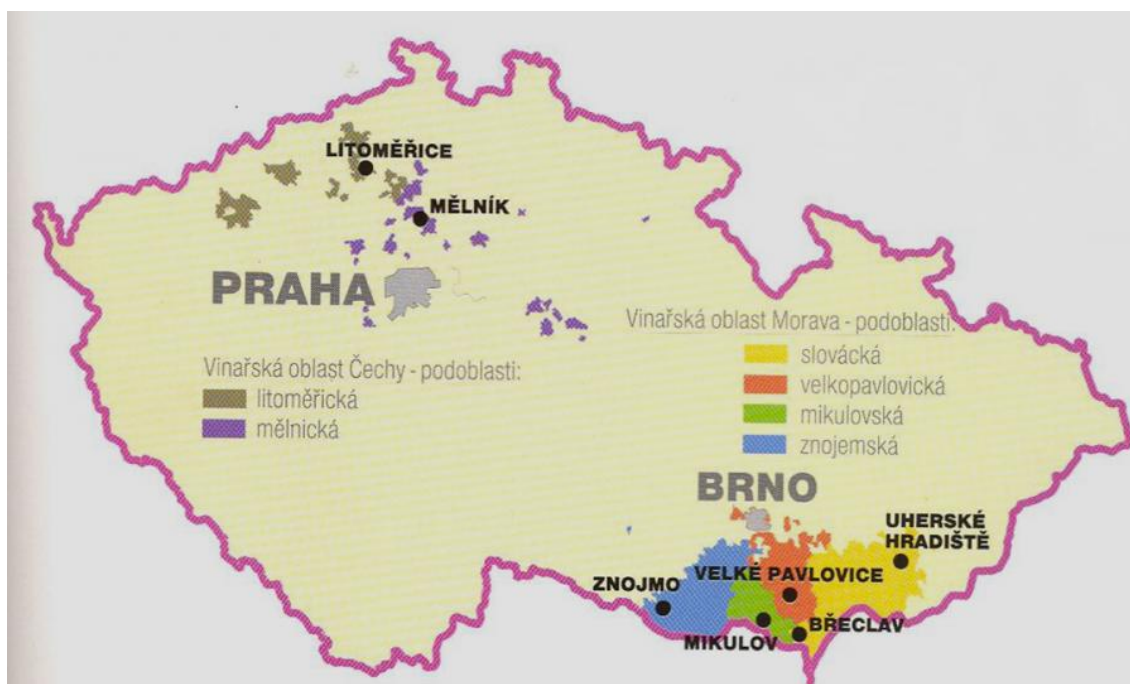 LITOMĚŘICE
MĚLNÍK
PRAHA
Vinařská oblast Čechy - podoblasti:
litoměřická
mělnická
Vinařská oblast Morava - podoblasti:
slovácká
velkopavlovická
mikulovská
znojemská
BRNO
UHERSKÉ
HRADIŠTĚ
ZNOJMO
VELKÉ PAVLOVICE
MIKULOV
BŘECLAV